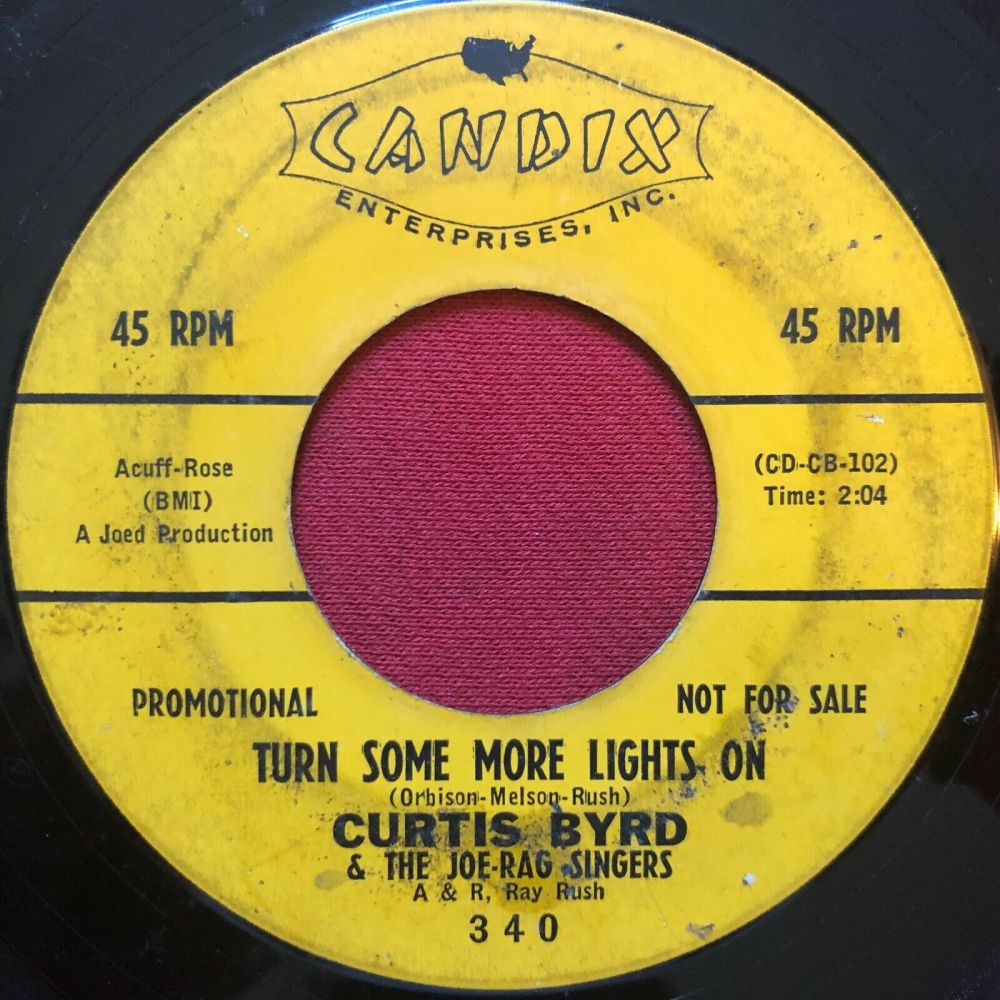 CANDIX
ENTERPRISES, INC.
45 RPM
45 RPM
Acuff-Rose
(BMI)
A Joed Production
(CD-CB-102)
Time: 2:04
PROMOTIONAL
NOT FOR SALE
TURN SOME MORE LIGHTS ON
(Orbison-Melson-Rush)
CURTIS BYRD
& THE JOE-RAG SINGERS
A & R, Ray Rush
340